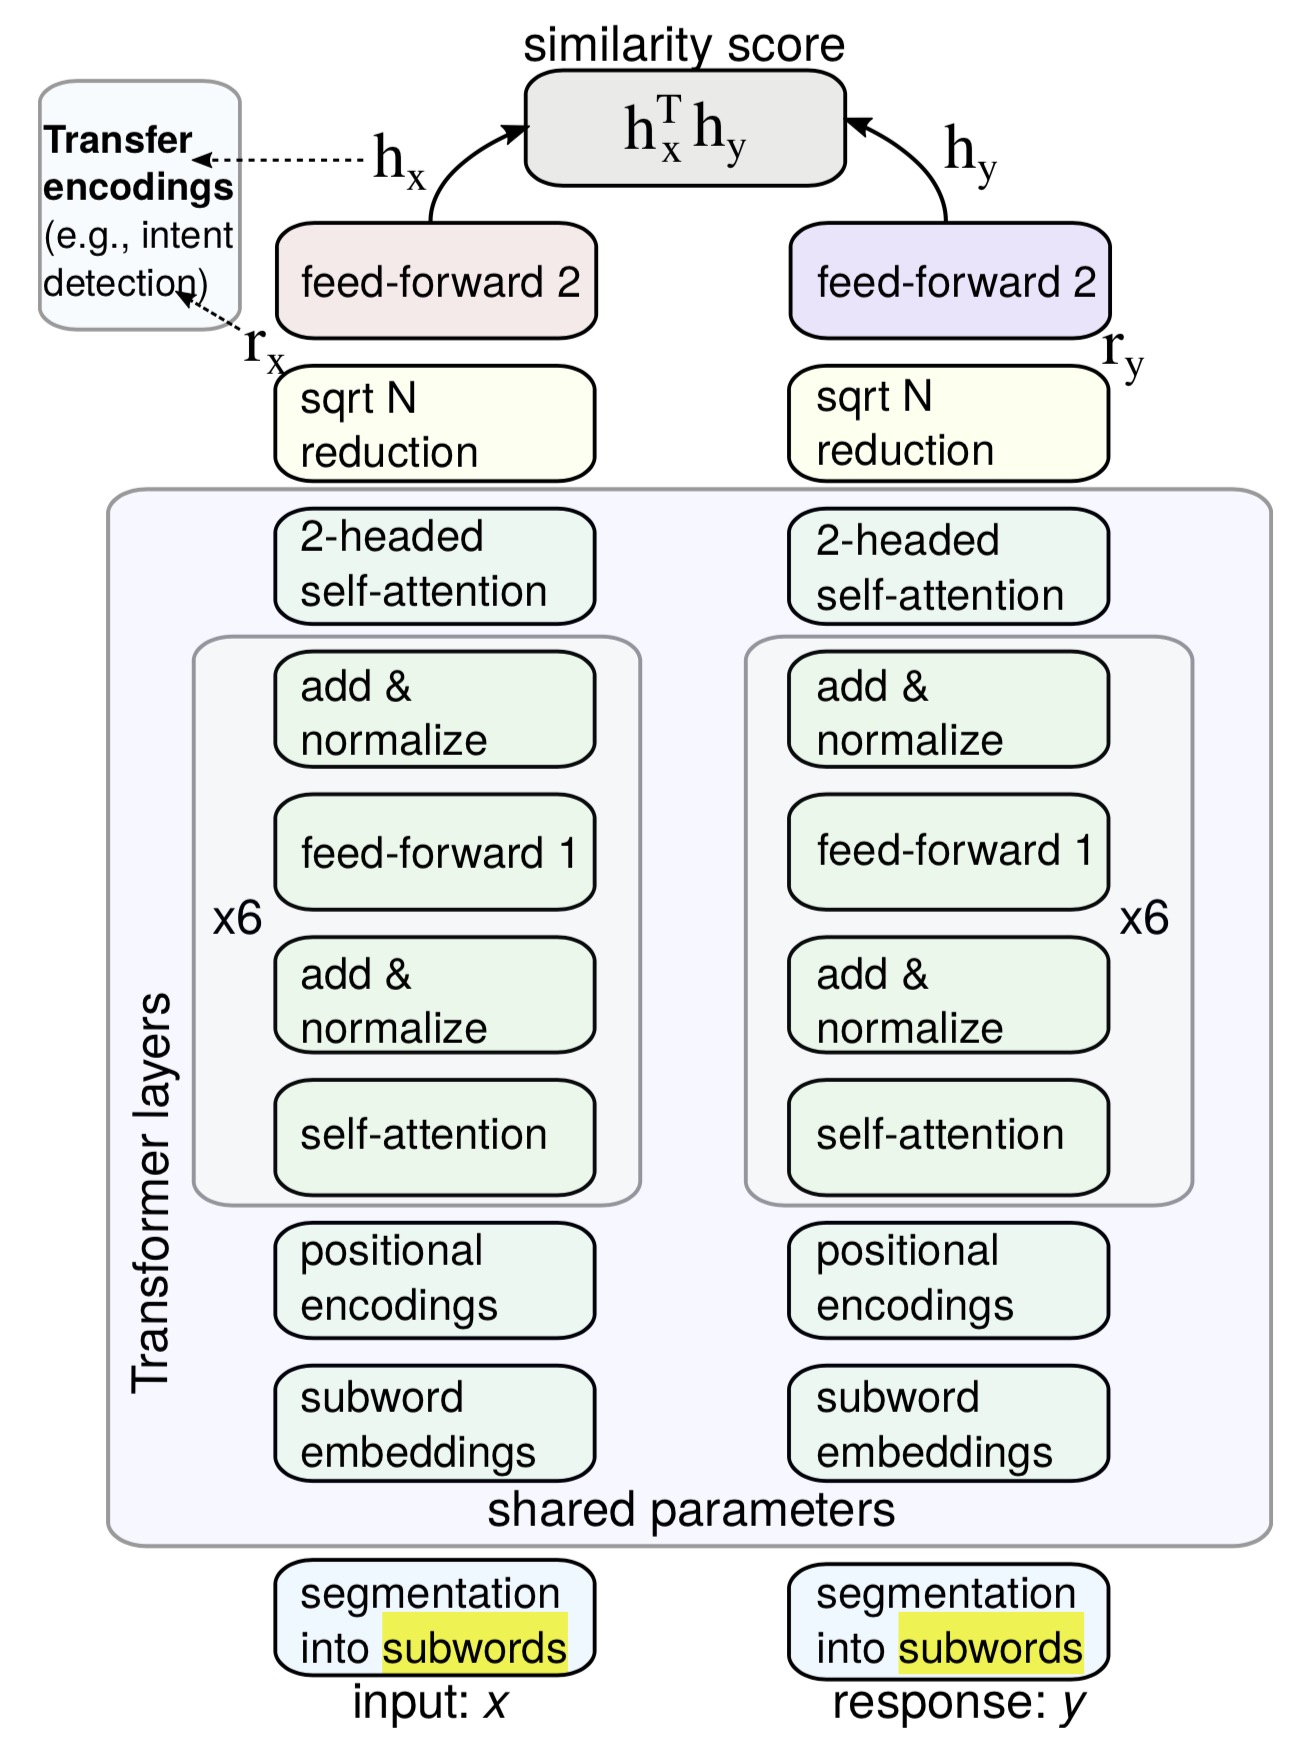 similarity score
h_x^T h_y
Transfer
encodings
(e.g., intent
detection)
h_x
h_y
feed-forward 2
feed-forward 2
r_x
r_y
sqrt N
reduction
sqrt N
reduction
2-headed
self-attention
2-headed
self-attention
add &
normalize
add &
normalize
feed-forward 1
feed-forward 1
x6
x6
add &
normalize
add &
normalize
self-attention
self-attention
Transformer layers
positional
encodings
positional
encodings
subword
embeddings
subword
embeddings
shared parameters
segmentation
into subwords
segmentation
into subwords
input: x
response: y